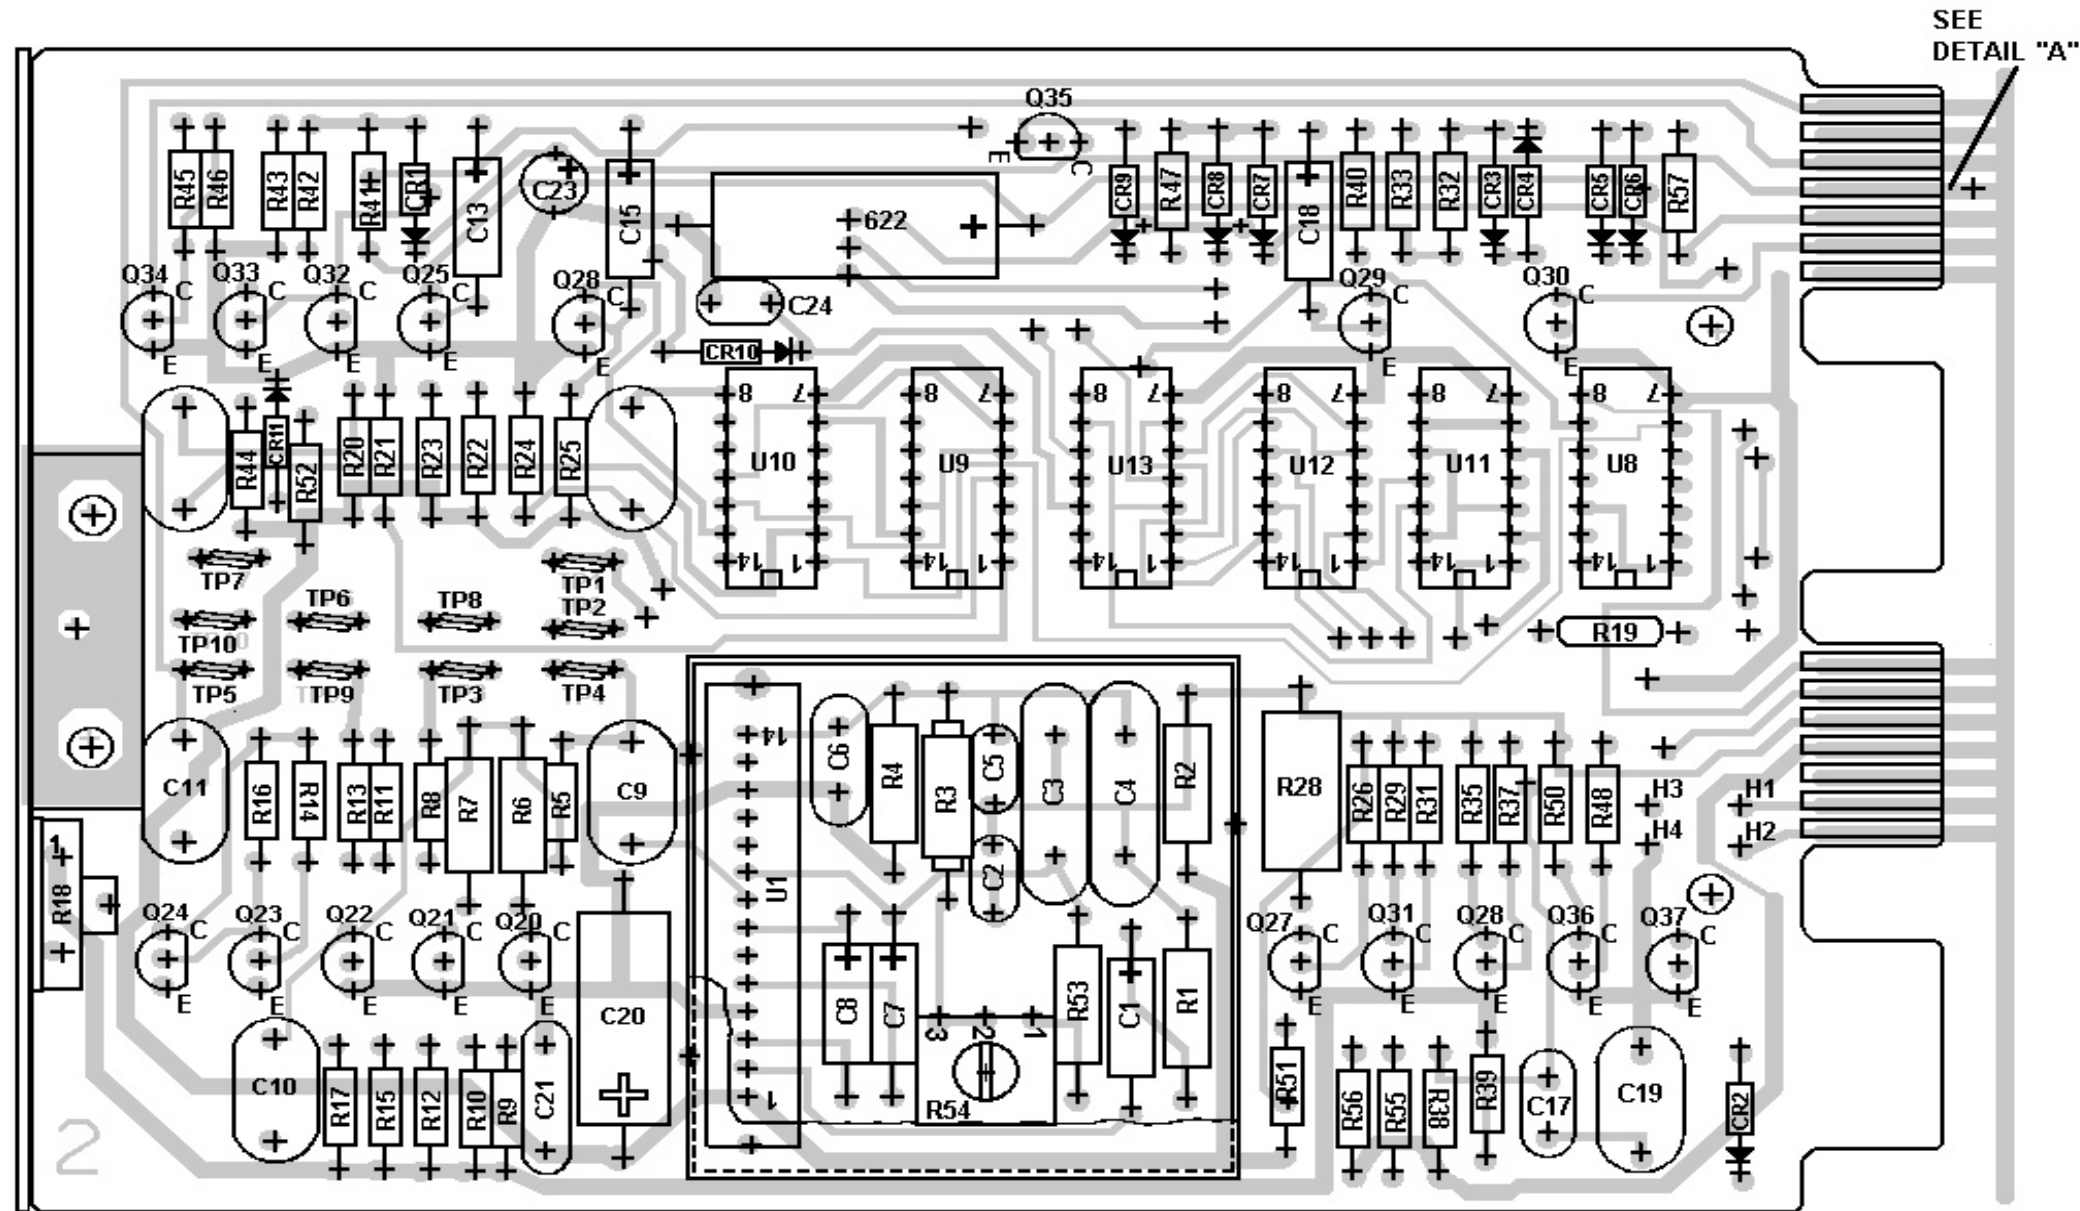 SEE
DETAIL "A"
Q35
E
C
R45
R46
R43
R42
R41
CR1
C13
C23
C15
622
CR9
R47
CR8
CR7
C18
R40
R33
R32
CR3
CR4
CR5
CR6
R57
Q34
C
E
Q33
C
E
Q32
C
E
Q25
C
E
Q28
C
E
C24
Q29
C
E
Q30
C
E
CR10
R44
CR11
R52
R20
R21
R23
R22
R24
R25
8
7
U10
14
1
8
7
U9
14
1
8
7
U13
14
1
8
7
U12
14
1
8
7
U11
14
1
8
7
U8
14
1
TP7
TP1
TP6
TP8
TP2
TP10
TP5
TP9
TP3
TP4
R19
C11
R16
R14
R13
R11
R8
R7
R6
R5
C9
14
U1
1
C6
R4
R3
C5
C2
C3
C4
R2
R28
R26
R29
R31
R35
R37
R50
R48
H3
H1
H4
H2
1
R18
Q24
C
E
Q23
C
E
Q22
C
E
Q21
C
E
Q20
C
E
C20
C8
C7
3
2
1
R53
C1
R1
R54
Q27
C
E
Q31
C
E
Q28
C
E
Q36
C
E
Q37
C
E
C10
R17
R15
R12
R10
R9
C21
R51
R56
R55
R38
R39
C17
C19
CR2
2